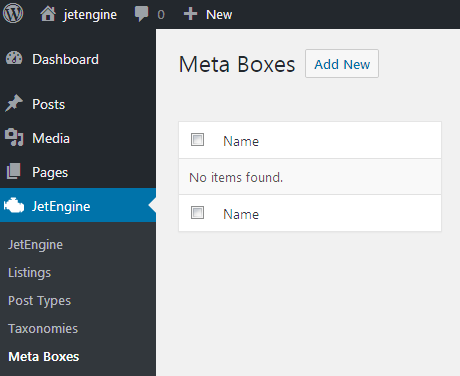 jetengine 0 New
Dashboard
Posts
Media
Pages
JetEngine
JetEngine
Listings
Post Types
Taxonomies
Meta Boxes
Meta Boxes Add New
Name
No items found.
Name